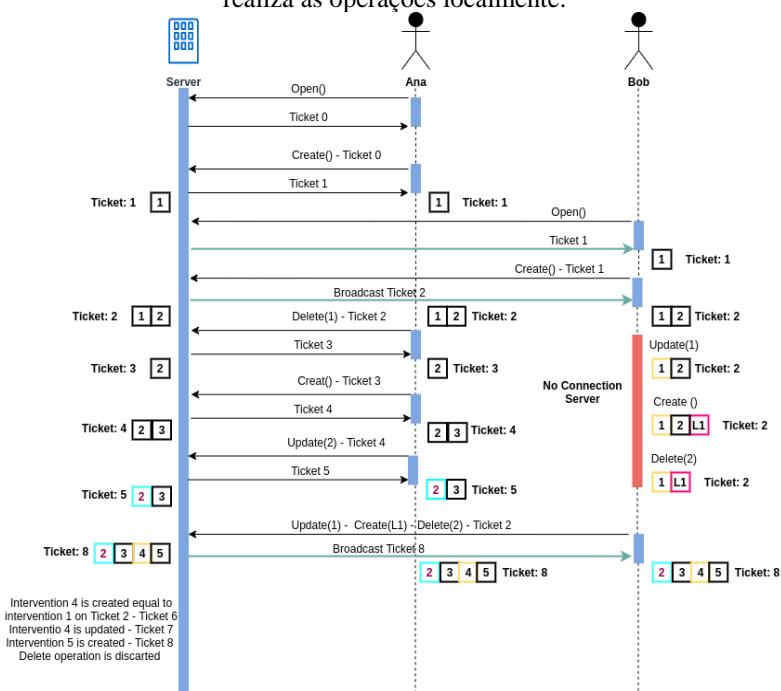 realiza as operações localmente.
Server
Ana
Bob
Open()
Ticket 0
Create() - Ticket 0
Ticket 1
Ticket: 1 1
1 Ticket: 1
Open()
Ticket 1
1 Ticket: 1
Create() - Ticket 1
Broadcast Ticket 2
Ticket: 2 1 2
1 2 Ticket: 2
1 2 Ticket: 2
Delete(1) - Ticket 2
Ticket 3
Ticket: 3 2
2 Ticket: 3
Update(1)
1 2 Ticket: 2
No Connection
Server
Creat() - Ticket 3
Ticket 4
Ticket: 4 2 3
2 3 Ticket: 4
Create ()
1 2 L1 Ticket: 2
Update(2) - Ticket 4
Ticket 5
Ticket: 5 2 3
2 3 Ticket: 5
Delete(2)
1 L1 Ticket: 2
Update(1) - Create(L1) - Delete(2) - Ticket 2
Broadcast Ticket 8
Ticket: 8 2 3 4 5
2 3 4 5 Ticket: 8
2 3 4 5 Ticket: 8
Intervention 4 is created equal to
intervention 1 on Ticket 2 - Ticket 6
Interventio 4 is updated - Ticket 7
Intervention 5 is created - Ticket 8
Delete operation is discarted